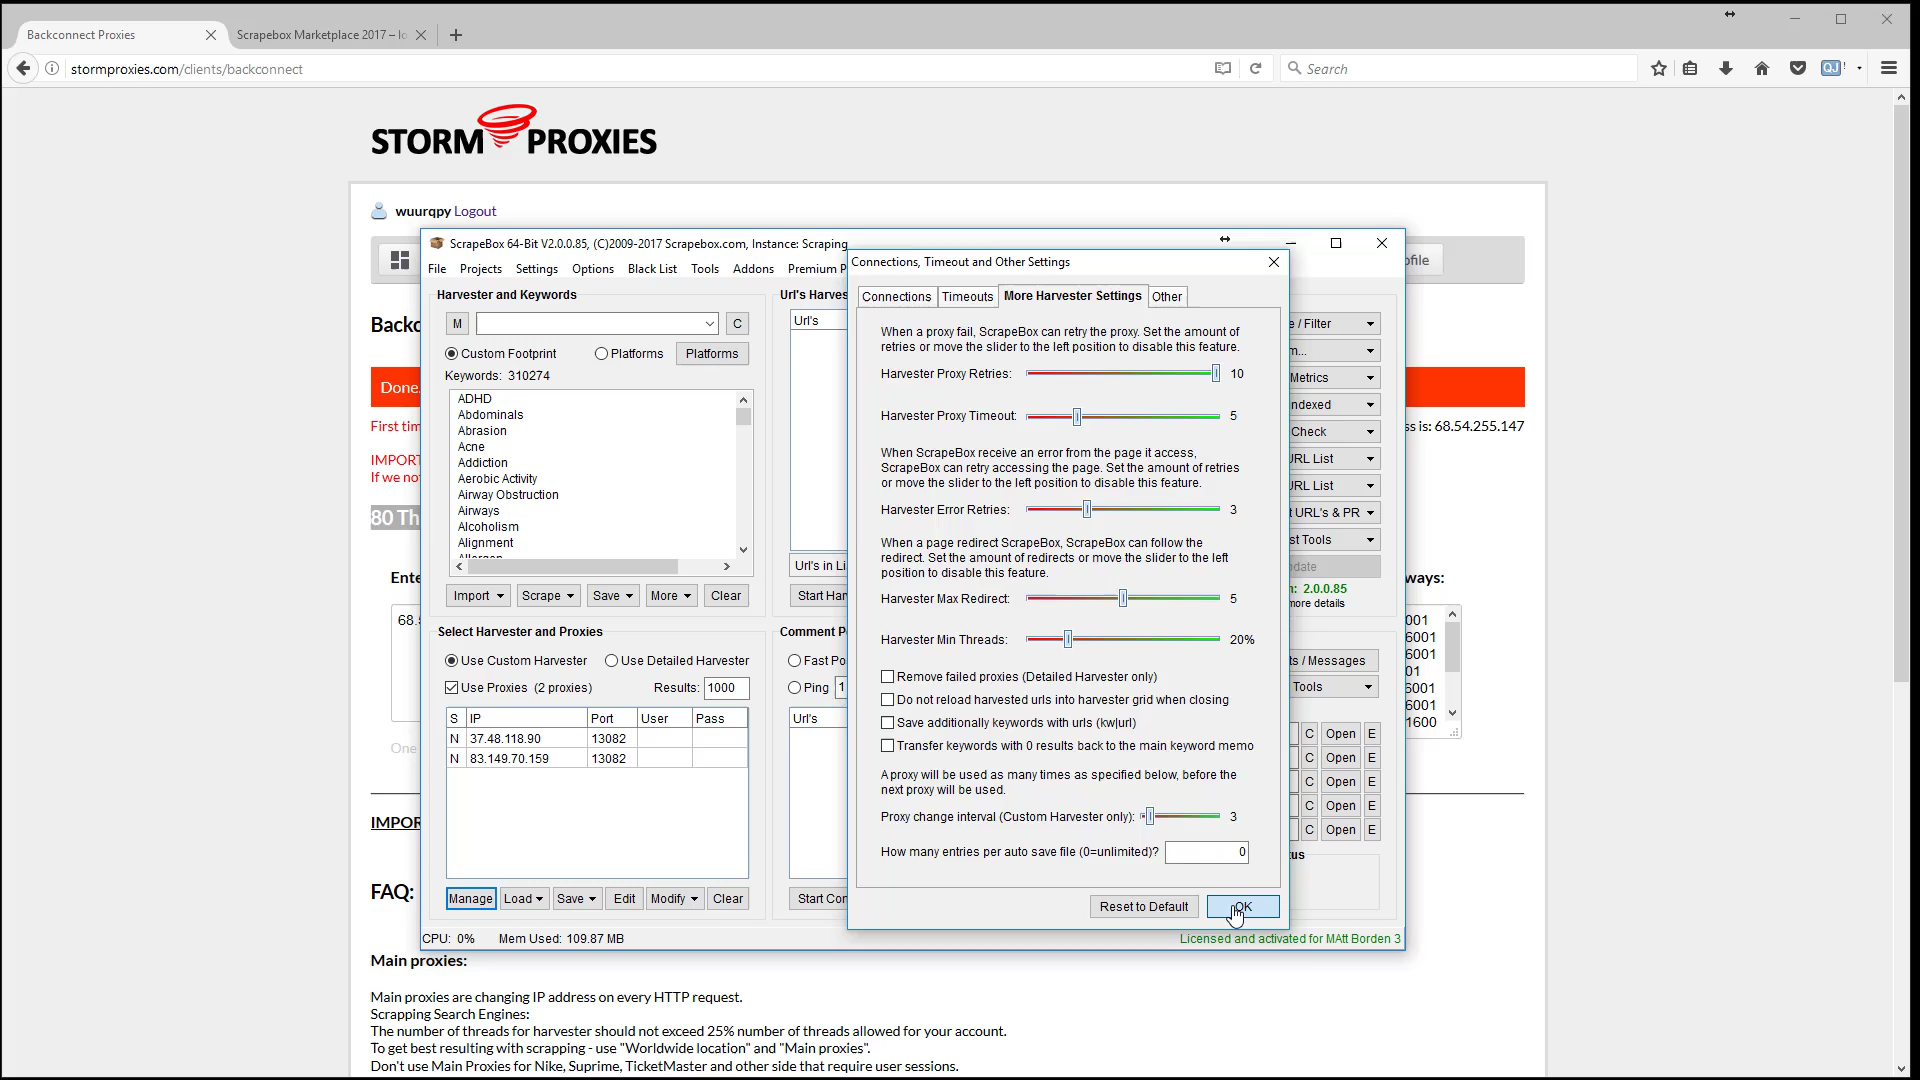 Backconnect Proxies
Scrapebox Marketplace 2017 – lo
stormproxies.com/clients/backconnect
Search
QJ !
STORM PROXIES
wuurqpy Logout
ScrapeBox 64-Bit V2.0.0.85, (C)2009-2017 Scrapebox.com, Instance: Scraping
File Projects Settings Options Black List Tools Addons Premium P
Harvester and Keywords
M
C
Custom Footprint
Platforms
Platforms
Keywords: 310274
ADHD
Abdominals
Abrasion
Acne
Addiction
Aerobic Activity
Airway Obstruction
Airways
Alcoholism
Alignment
Allergen
Import
Scrape
Save
More
Clear
Select Harvester and Proxies
Use Custom Harvester
Use Detailed Harvester
Use Proxies (2 proxies)
Results: 1000
S IP Port User Pass
N 37.48.118.90 13082
N 83.149.70.159 13082
Manage
Load
Save
Edit
Modify
Clear
CPU: 0% Mem Used: 109.87 MB
Url's Harves
Url's
Url's in Li
Start Har
Comment P
Fast Po
Ping 1
Url's
Start Con
Connections, Timeout and Other Settings
Connections
Timeouts
More Harvester Settings
Other
When a proxy fail, ScrapeBox can retry the proxy. Set the amount of
retries or move the slider to the left position to disable this feature.
Harvester Proxy Retries: 10
Harvester Proxy Timeout: 5
When ScrapeBox receive an error from the page it access,
ScrapeBox can retry accessing the page. Set the amount of retries
or move the slider to the left position to disable this feature.
Harvester Error Retries: 3
When a page redirect ScrapeBox, ScrapeBox can follow the
redirect. Set the amount of redirects or move the slider to the left
position to disable this feature.
Harvester Max Redirect: 5
Harvester Min Threads: 20%
Remove failed proxies (Detailed Harvester only)
Do not reload harvested urls into harvester grid when closing
Save additionally keywords with urls (kw|url)
Transfer keywords with 0 results back to the main keyword memo
A proxy will be used as many times as specified below, before the
next proxy will be used.
Proxy change interval (Custom Harvester only): 3
How many entries per auto save file (0=unlimited)? 0
Reset to Default
OK
e / Filter
m...
Metrics
ndexed
Check
URL List
URL List
t URL's & PR
st Tools
date
n: 2.0.0.85
more details
ts / Messages
Tools
C Open E
C Open E
C Open E
C Open E
C Open E
tus
Licensed and activated for MAtt Borden 3
ofile
Backc
Done.
First tim
ss is: 68.54.255.147
IMPORT
If we no
80 Th
Ente
ways:
68.5
001
6001
6001
01
6001
6001
1600
One
IMPOR
FAQ:
Main proxies:
Main proxies are changing IP address on every HTTP request.
Scrapping Search Engines:
The number of threads for harvester should not exceed 25% number of threads allowed for your account.
To get best resulting with scrapping - use "Worldwide location" and "Main proxies".
Don't use Main Proxies for Nike, Suprime, TicketMaster and other side that require user sessions.